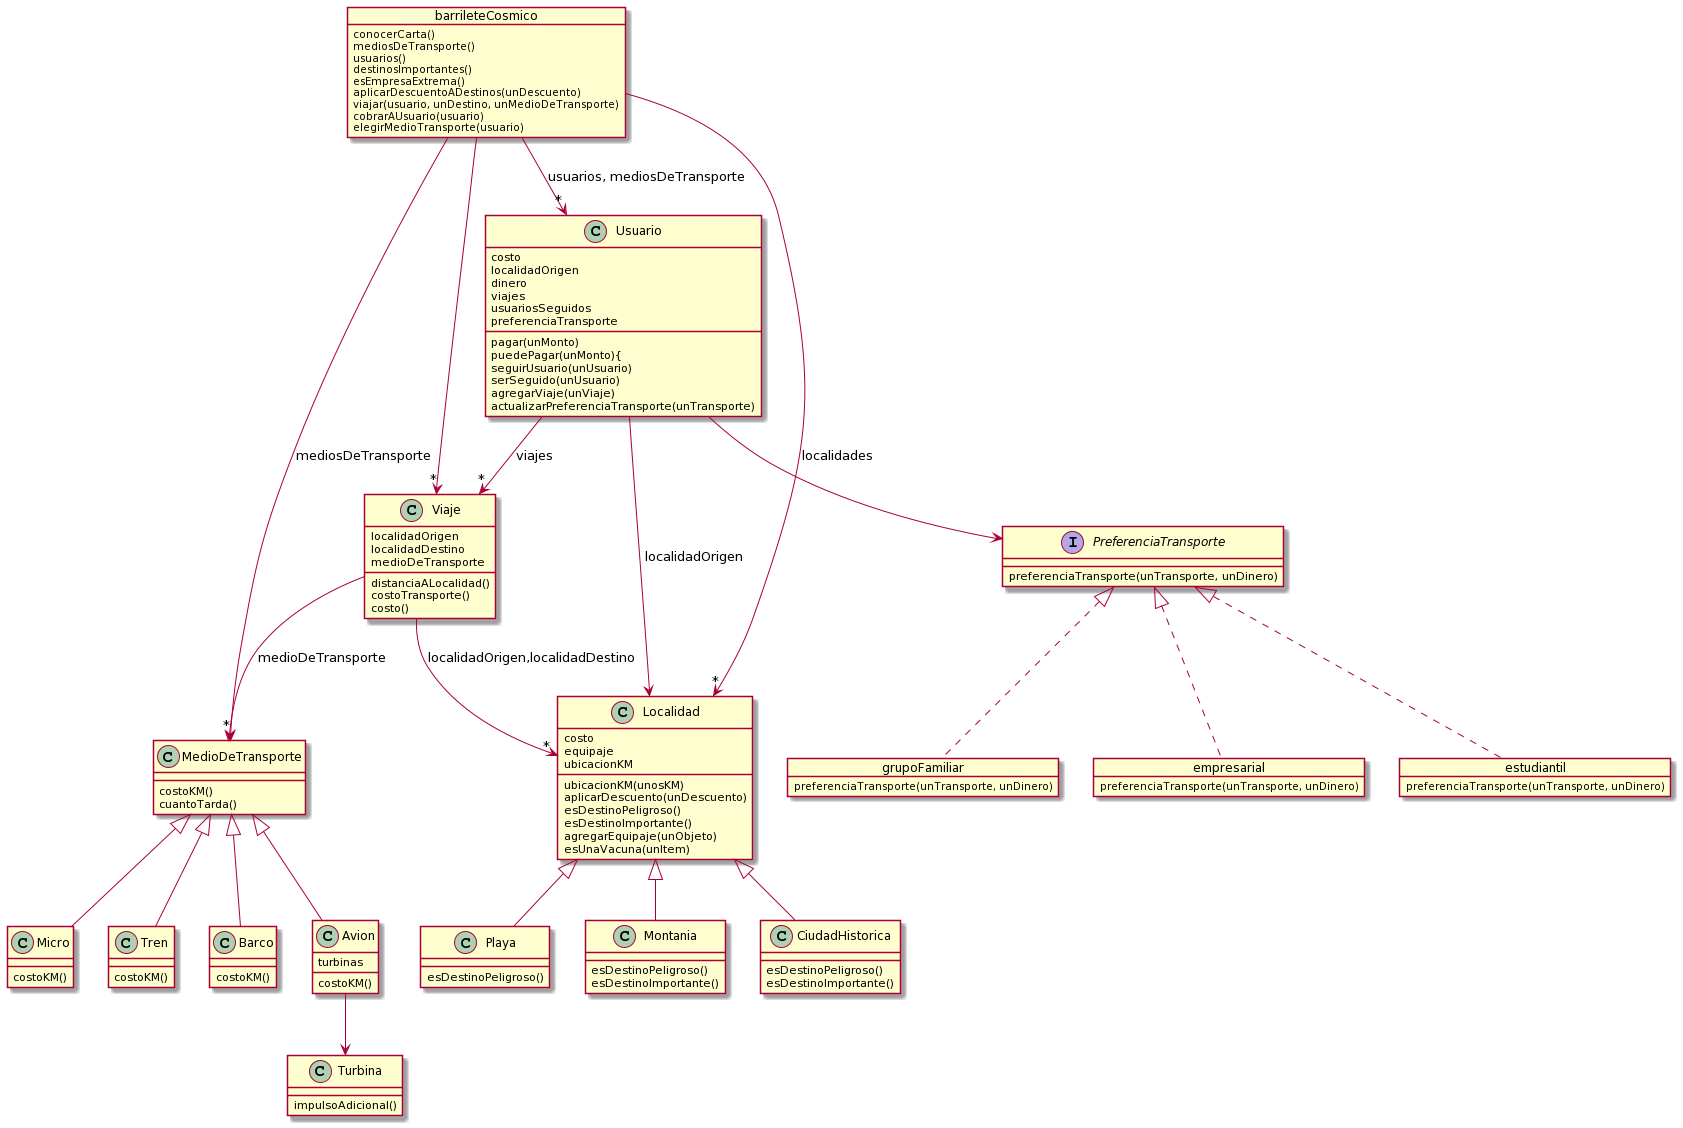 barrileteCosmico
conocerCarta()
mediosDeTransporte()
usuarios()
destinosImportantes()
esEmpresaExtrema()
aplicarDescuentoADestinos(unDescuento)
viajar(usuario, unDestino, unMedioDeTransporte)
cobrarAUsuario(usuario)
elegirMedioTransporte(usuario)
usuarios, mediosDeTransporte
*
C Usuario
costo
localidadOrigen
dinero
viajes
usuariosSeguidos
preferenciaTransporte
pagar(unMonto)
puedePagar(unMonto){
seguirUsuario(unUsuario)
serSeguido(unUsuario)
agregarViaje(unViaje)
actualizarPreferenciaTransporte(unTransporte)
mediosDeTransporte
viajes
localidades
*
*
C Viaje
localidadOrigen
localidadDestino
medioDeTransporte
distanciaALocalidad()
costoTransporte()
costo()
localidadOrigen
I PreferenciaTransporte
preferenciaTransporte(unTransporte, unDinero)
medioDeTransporte
localidadOrigen,localidadDestino
*
*
*
C Localidad
costo
equipaje
ubicacionKM
ubicacionKM(unosKM)
aplicarDescuento(unDescuento)
esDestinoPeligroso()
esDestinoImportante()
agregarEquipaje(unObjeto)
esUnaVacuna(unItem)
C MedioDeTransporte
costoKM()
cuantoTarda()
grupoFamiliar
preferenciaTransporte(unTransporte, unDinero)
empresarial
preferenciaTransporte(unTransporte, unDinero)
estudiantil
preferenciaTransporte(unTransporte, unDinero)
C Micro
costoKM()
C Tren
costoKM()
C Barco
costoKM()
C Avion
turbinas
costoKM()
C Playa
esDestinoPeligroso()
C Montania
esDestinoPeligroso()
esDestinoImportante()
C CiudadHistorica
esDestinoPeligroso()
esDestinoImportante()
C Turbina
impulsoAdicional()